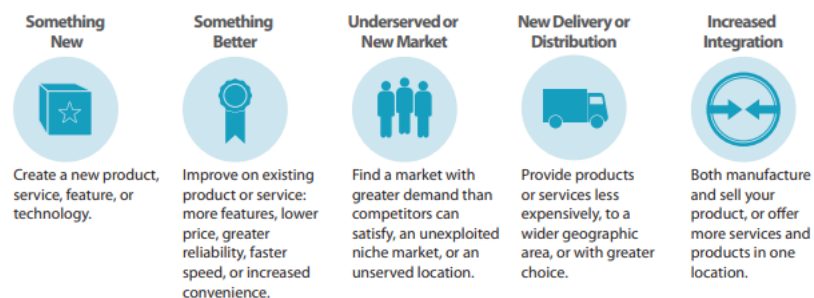 Something
New
Create a new product,
service, feature, or
technology.
Something
Better
Improve on existing
product or service:
more features, lower
price, greater
reliability, faster
speed, or increased
convenience.
Underserved or
New Market
Find a market with
greater demand than
competitors can
satisfy, an unexploited
niche market, or an
unserved location.
New Delivery or
Distribution
Provide products
or services less
expensively, to a
wider geographic
area, or with greater
choice.
Increased
Integration
Both manufacture
and sell your
product, or offer
more services and
products in one
location.